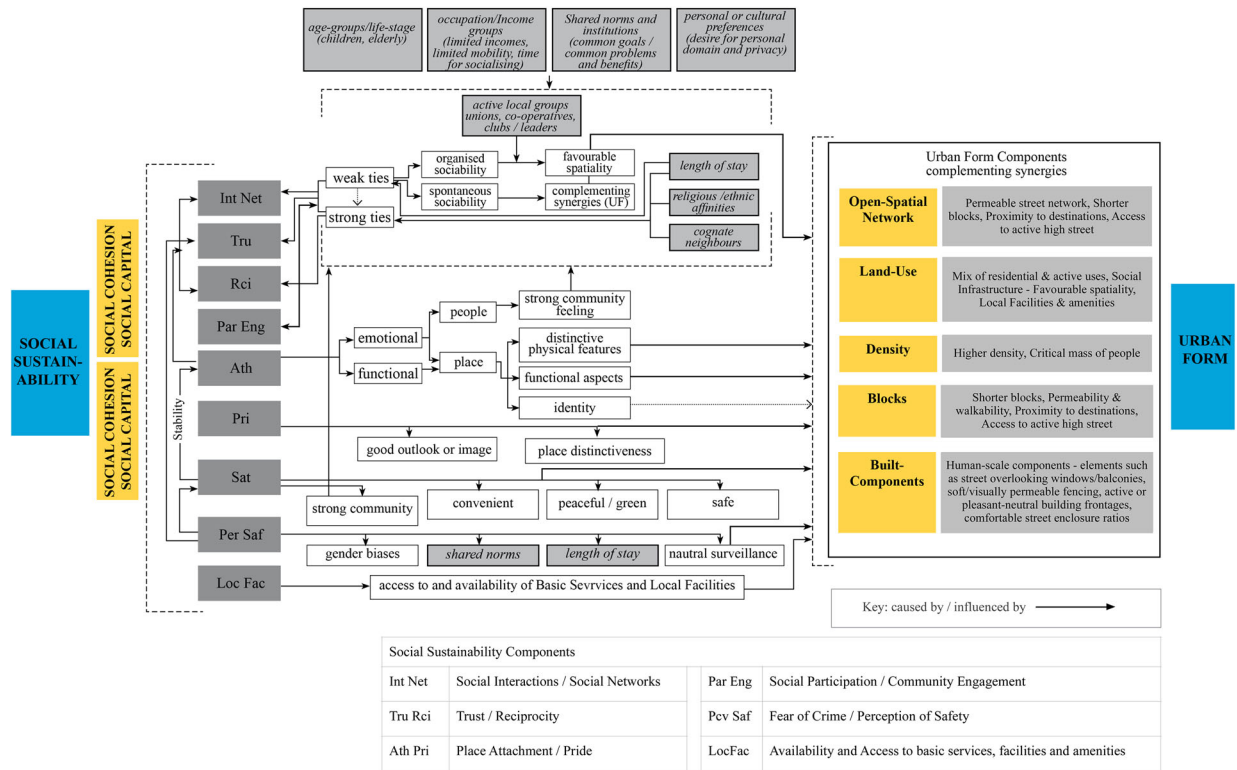 age-groups/life-stage
(children, elderly)
occupation/Income
groups
(limited incomes,
limited mobility, time
for socialising)
Shared norms and
institutions
(common goals /
common problems
and benefits)
personal or cultural
preferences
(desire for personal
domain and privacy)
active local groups
unions, co-operatives,
clubs / leaders
organised
sociability
favourable
spatiality
weak ties
spontaneous
sociability
complementing
synergies (UF)
strong ties
length of stay
religious /ethnic
affinities
cognate
neighbours
SOCIAL
SUSTAIN-
ABILITY
SOCIAL COHESION
SOCIAL CAPITAL
SOCIAL COHESION
SOCIAL CAPITAL
Stability
Int Net
Tru
Rci
Par Eng
Ath
Pri
Sat
Per Saf
Loc Fac
emotional
functional
people
place
strong community
feeling
distinctive
physical features
functional aspects
identity
good outlook or image
place distinctiveness
strong community
convenient
peaceful / green
safe
gender biases
shared norms
length of stay
nautral surveillance
access to and availability of Basic Sevrvices and Local Facilities
Urban Form Components
complementing synergies
Open-Spatial
Network
Permeable street network, Shorter
blocks, Proximity to destinations, Access
to active high street
Land-Use
Mix of residential & active uses, Social
Infrastructure - Favourable spatiality,
Local Facilities & amenities
Density
Higher density, Critical mass of people
Blocks
Shorter blocks, Permeability &
walkability, Proximity to destinations,
Access to active high street
Built-
Components
Human-scale components - elements such
as street overlooking windows/balconies,
soft/visually permeable fencing, active or
pleasant-neutral building frontages,
comfortable street enclosure ratios
URBAN
FORM
Key: caused by / influenced by
Social Sustainability Components
Int Net Social Interactions / Social Networks
Par Eng Social Participation / Community Engagement
Tru Rci Trust / Reciprocity
Pcv Saf Fear of Crime / Perception of Safety
Ath Pri Place Attachment / Pride
LocFac Availability and Access to basic services, facilities and amenities